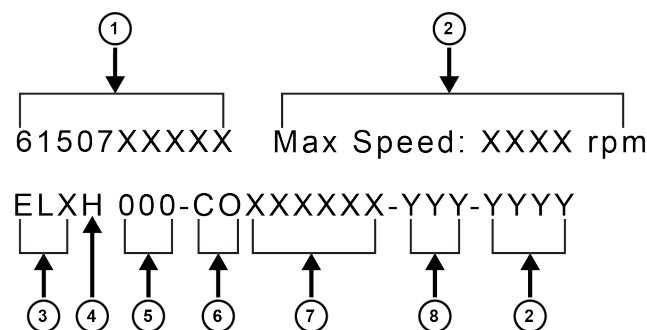 1 2
61507XXXXX Max Speed: XXXX rpm
ELXH 000-COXXXXXX-YYY-YYYY
3 4 5 6 7 8 2